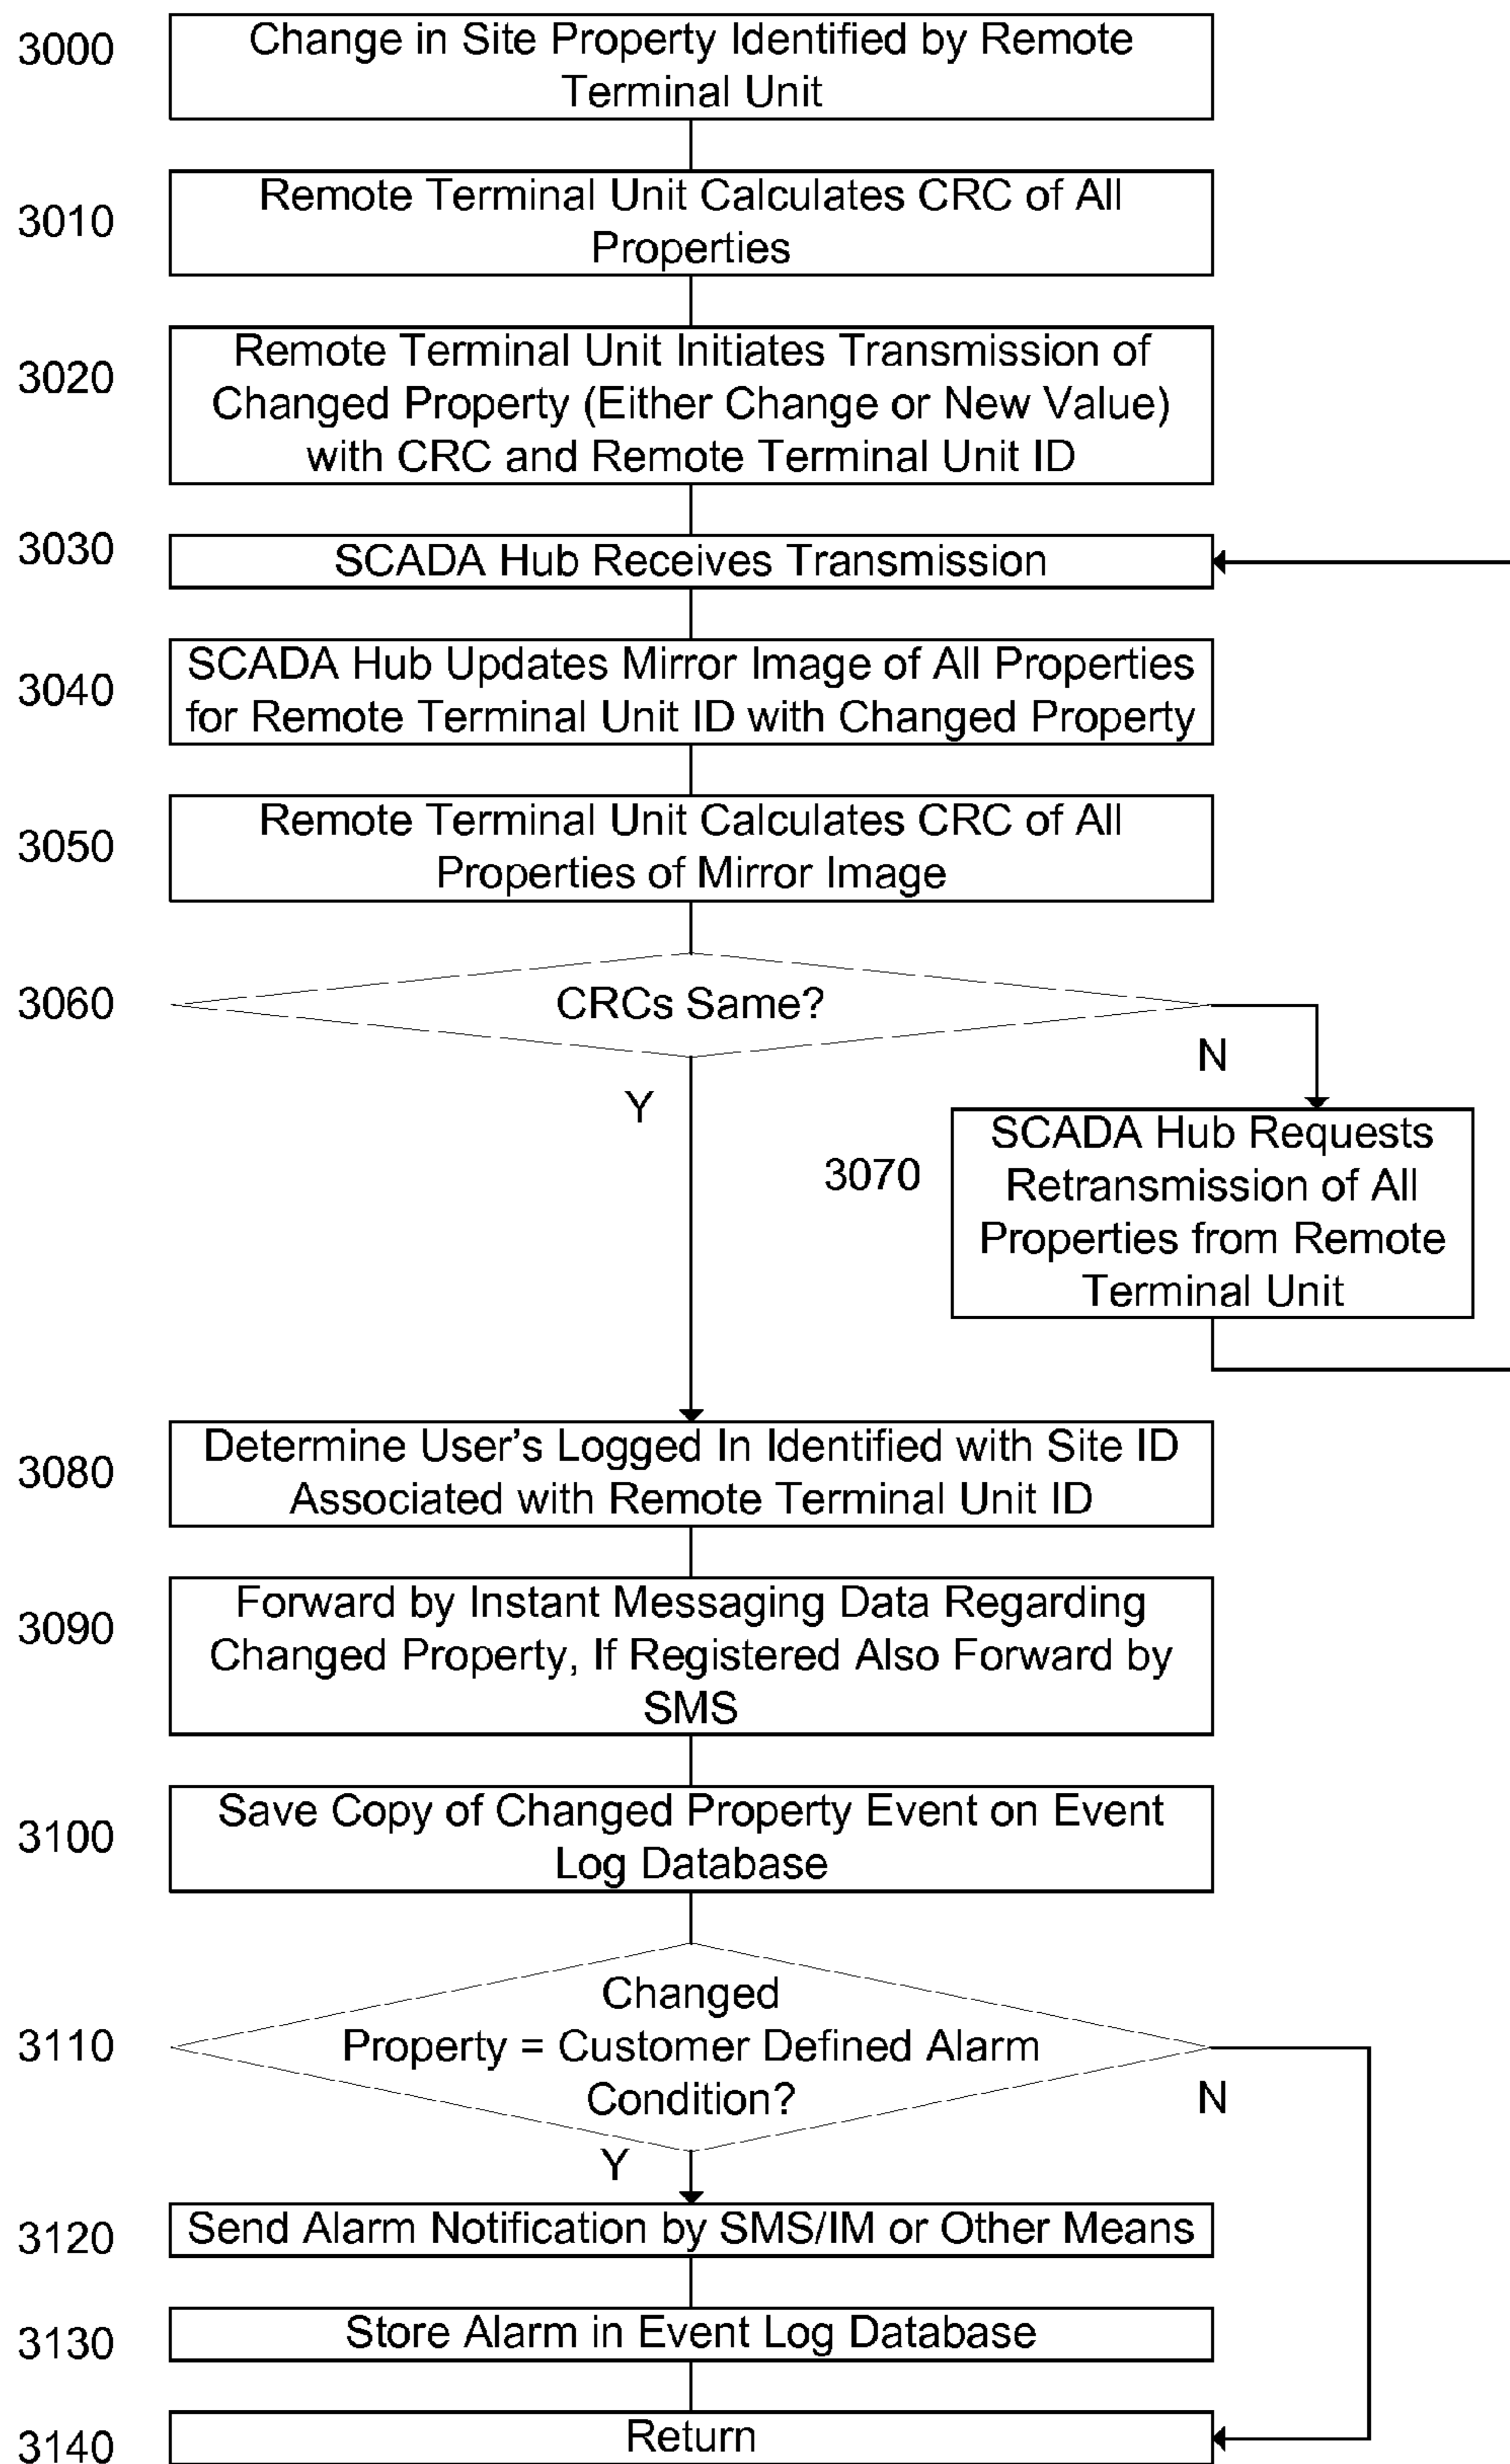 3000
Change in Site Property Identified by Remote
Terminal Unit
3010
Remote Terminal Unit Calculates CRC of All
Properties
3020
Remote Terminal Unit Initiates Transmission of
Changed Property (Either Change or New Value)
with CRC and Remote Terminal Unit ID
3030
SCADA Hub Receives Transmission
3040
SCADA Hub Updates Mirror Image of All Properties
for Remote Terminal Unit ID with Changed Property
3050
Remote Terminal Unit Calculates CRC of All
Properties of Mirror Image
3060
CRCs Same?
N
Y
3070
SCADA Hub Requests
Retransmission of All
Properties from Remote
Terminal Unit
3080
Determine User's Logged In Identified with Site ID
Associated with Remote Terminal Unit ID
3090
Forward by Instant Messaging Data Regarding
Changed Property, If Registered Also Forward by
SMS
3100
Save Copy of Changed Property Event on Event
Log Database
3110
Changed
Property = Customer Defined Alarm
Condition?
N
Y
3120
Send Alarm Notification by SMS/IM or Other Means
3130
Store Alarm in Event Log Database
3140
Return